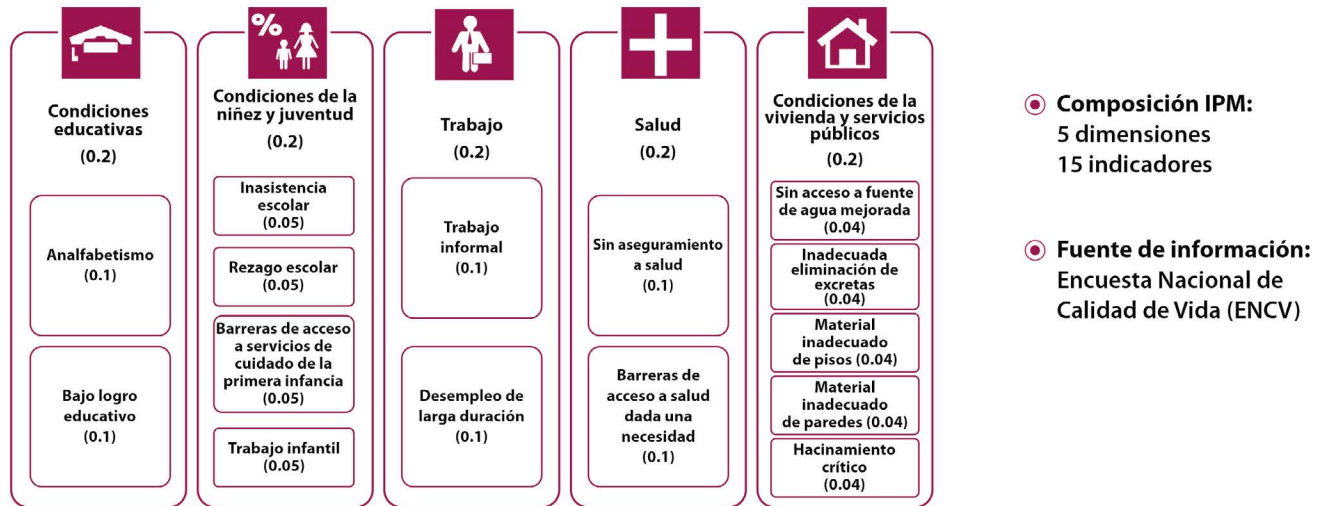 Condiciones
educativas
(0.2)
Analfabetismo
(0.1)
Bajo logro
educativo
(0.1)
%
Condiciones de la
niñez y juventud
(0.2)
Inasistencia
escolar
(0.05)
Rezago escolar
(0.05)
Barreras de acceso
a servicios de
cuidado de la
primera infancia
(0.05)
Trabajo infantil
(0.05)
Trabajo
(0.2)
Trabajo
informal
(0.1)
Desempleo de
larga duración
(0.1)
Salud
(0.2)
Sin aseguramiento
a salud
(0.1)
Barreras de
acceso a salud
dada una
necesidad
(0.1)
Condiciones de la
vivienda y servicios
públicos
(0.2)
Sin acceso a fuente
de agua mejorada
(0.04)
Inadecuada
eliminación de
excretas
(0.04)
Material
inadecuado
de pisos (0.04)
Material
inadecuado
de paredes (0.04)
Hacinamiento
crítico
(0.04)
Composición IPM:
5 dimensiones
15 indicadores
Fuente de información:
Encuesta Nacional de
Calidad de Vida (ENCV)